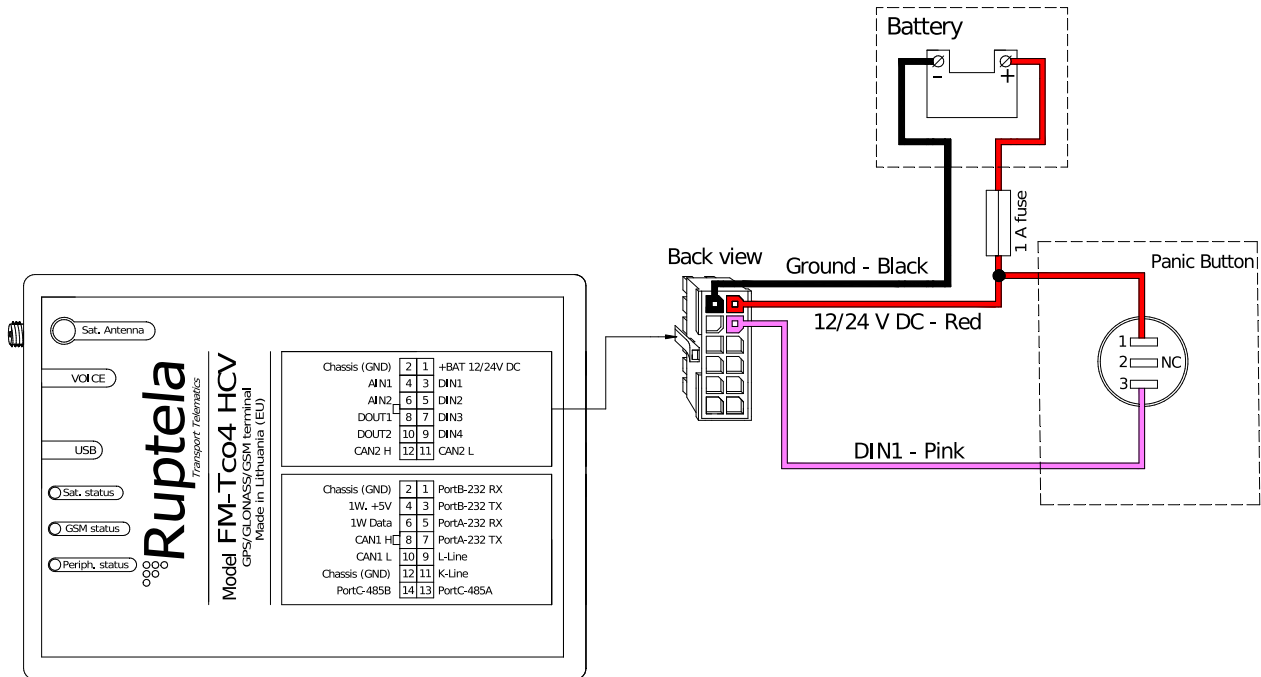 Battery
-
+
1 A fuse
Back view
Ground - Black
12/24 V DC - Red
Panic Button
1
2 NC
3
DIN1 - Pink
Sat. Antenna
VOICE
USB
Sat. status
GSM status
Periph. status
Ruptela
Transport Telematics
Model FM-Tco4 HCV
GPS/GLONASS/GSM terminal
Made in Lithuania (EU)
Chassis (GND) 2 1 +BAT 12/24V DC
AIN1 4 3 DIN1
AIN2 6 5 DIN2
DOUT1 8 7 DIN3
DOUT2 10 9 DIN4
CAN2 H 12 11 CAN2 L
Chassis (GND) 2 1 PortB-232 RX
1W. +5V 4 3 PortB-232 TX
1W Data 6 5 PortA-232 RX
CAN1 H 8 7 PortA-232 TX
CAN1 L 10 9 L-Line
Chassis (GND) 12 11 K-Line
PortC-485B 14 13 PortC-485A